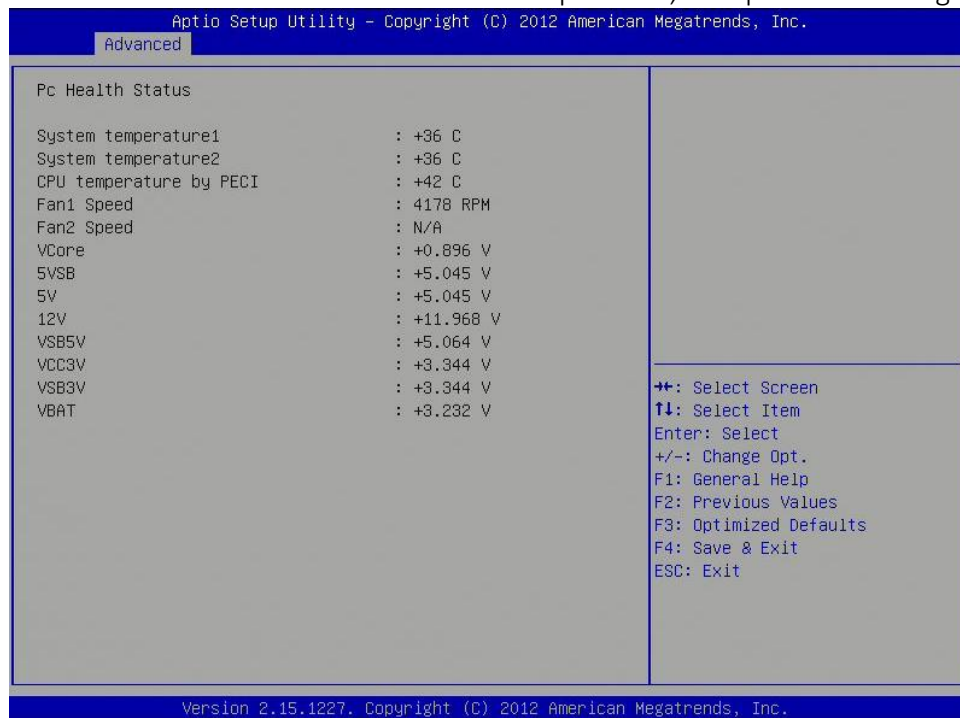 Aptio Setup Utility – Copyright (C) 2012 American Megatrends, Inc.
Advanced
Pc Health Status
System temperature1 : +36 C
System temperature2 : +36 C
CPU temperature by PECI : +42 C
Fan1 Speed : 4178 RPM
Fan2 Speed : N/A
VCore : +0.896 V
5VSB : +5.045 V
5V : +5.045 V
12V : +11.968 V
VSB5V : +5.064 V
VCC3V : +3.344 V
VSB3V : +3.344 V
VBAT : +3.232 V
→←: Select Screen
↑↓: Select Item
Enter: Select
+/-: Change Opt.
F1: General Help
F2: Previous Values
F3: Optimized Defaults
F4: Save & Exit
ESC: Exit
Version 2.15.1227. Copyright (C) 2012 American Megatrends, Inc.